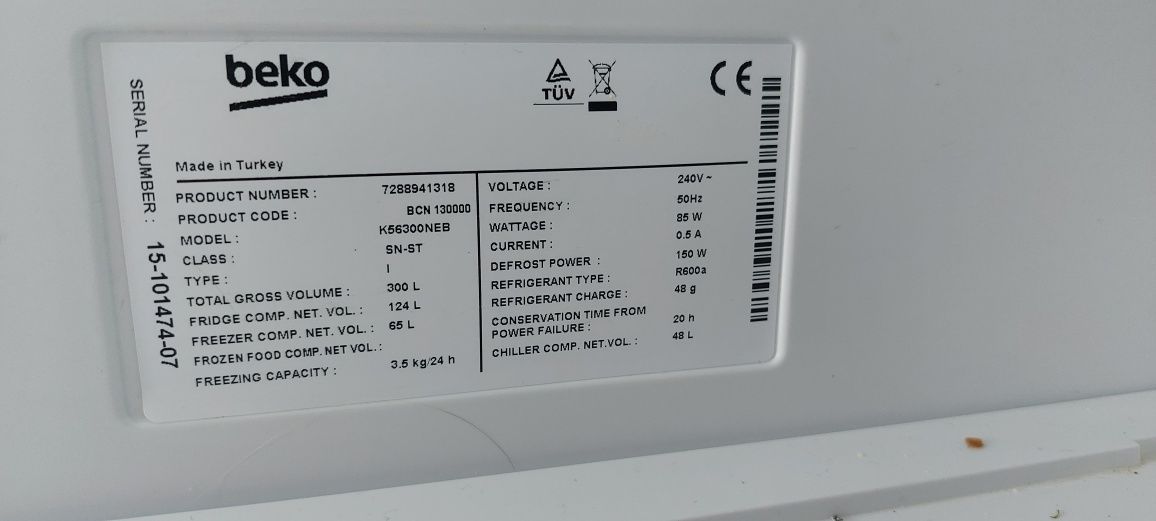 beko
TÜV
CE
SERIAL NUMBER : 15-101474-07
Made in Turkey
PRODUCT NUMBER : 7288941318
PRODUCT CODE : BCN 130000
MODEL : K56300NEB
CLASS : SN-ST
TYPE : I
TOTAL GROSS VOLUME : 300 L
FRIDGE COMP. NET. VOL. : 124 L
FREEZER COMP. NET. VOL. : 65 L
FROZEN FOOD COMP. NET VOL.:
FREEZING CAPACITY : 3.5 kg/24 h
VOLTAGE : 240V ~
FREQUENCY : 50Hz
WATTAGE : 85 W
CURRENT : 0.5 A
DEFROST POWER : 150 W
REFRIGERANT TYPE : R600a
REFRIGERANT CHARGE : 48 g
CONSERVATION TIME FROM
POWER FAILURE : 20 h
CHILLER COMP. NET.VOL. : 48 L